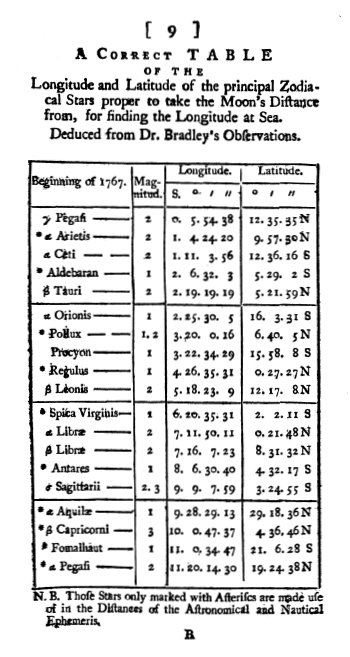 [ 9 ]
A CORRECT TABLE
OF THE
Longitude and Latitude of the principal Zodia-
cal Stars proper to take the Moon's Diſtance
from, for finding the Longitude at Sea.
Deduced from Dr. Bradley's Obſervations.
Beginning of 1767. Mag-nitud. Longitude. Latitude.
S. ° ′ ″ ° ′ ″
γ Pegaſi — 2 0. 5. 54. 38 12. 35. 35 N
* α Arietis — 2 1. 4. 24. 20 9. 57. 30 N
α Ceti — — 2 1. 11. 3. 56 12. 36. 16 S
* Aldebaran — 1 2. 6. 32. 3 5. 29. 2 S
β Tauri — 2 2. 19. 19. 19 5. 21. 59 N
α Orionis — 1 2. 25. 30. 5 16. 3. 31 S
* Pollux — — 1. 2 3. 20. 0. 16 6. 40. 5 N
Procyon — 1 3. 22. 34. 29 15. 58. 8 S
* Regulus — 1 4. 26. 35. 31 0. 27. 27 N
β Leonis — 2 5. 18. 23. 9 12. 17. 8 N
* Spica Virginis — 1 6. 20. 35. 31 2. 2. 11 S
α Libræ — 2 7. 11. 50. 11 0. 21. 48 N
β Libræ — 2 7. 16. 7. 23 8. 31. 32 N
* Antares — 1 8. 6. 30. 40 4. 32. 17 S
σ Sagittarii — 2. 3 9. 9. 7. 59 3. 24. 55 S
* α Aquilæ — 1 9. 28. 29. 13 29. 18. 36 N
* β Capricorni — 3 10. 0. 47. 37 4. 36. 46 N
* Fomalhaut — 1 11. 0. 34. 47 21. 6. 28 S
* α Pegaſi — 2 11. 20. 14. 30 19. 24. 38 N
N. B. Thoſe Stars only marked with Aſteriſcs are made uſe
of in the Diſtances of the Aſtronomical and Nautical
Ephemeris.
B